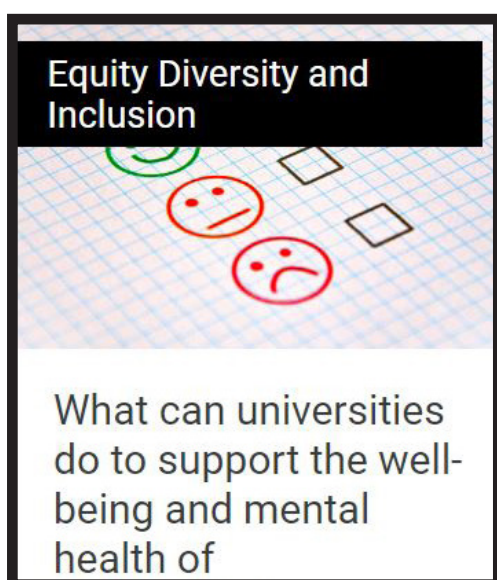 Equity Diversity and
Inclusion
What can universities
do to support the well-
being and mental
health of